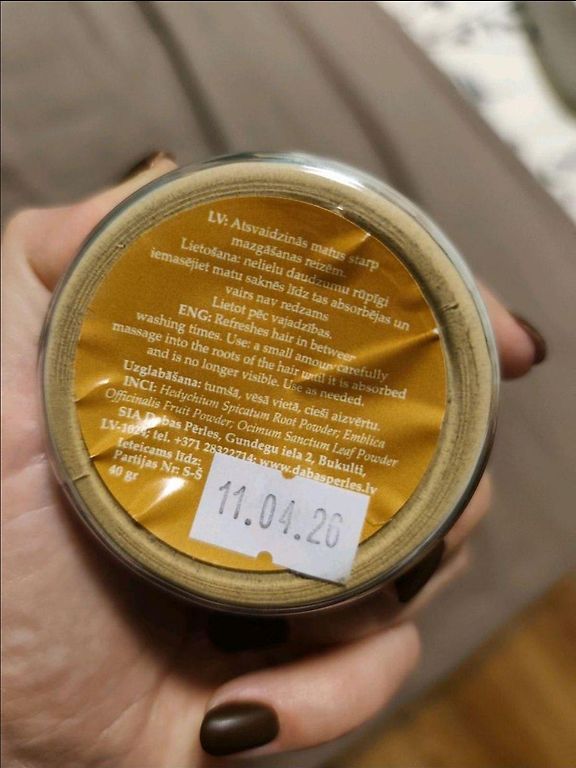 LV: Atsvaidzinās matus starp
mazgāšanas reizēm.
Lietošana: nelielu daudzumu rūpīgi
iemasējiet matu saknēs līdz tas absorbējas un
vairs nav redzams
Lietot pēc vajadzības.
ENG: Refreshes hair in between
washing times. Use: a small amount carefully
massage into the roots of the hair until it is absorbed
and is no longer visible. Use as needed.
Uzglabāšana: tumšā, vēsā vietā, cieši aizvērtu.
INCI: Hedychium Spicatum Root Powder; Emblica
Officinalis Fruit Powder; Ocimum Sanctum Leaf Powder
SIA Dabas Pērles, Gundegu iela 2, Bukulti,
LV-1024; tel. +371 28322714; www.dabasperles.lv
Ieteicams līdz:
Partijas Nr: S-S
40 gr
11.04.26